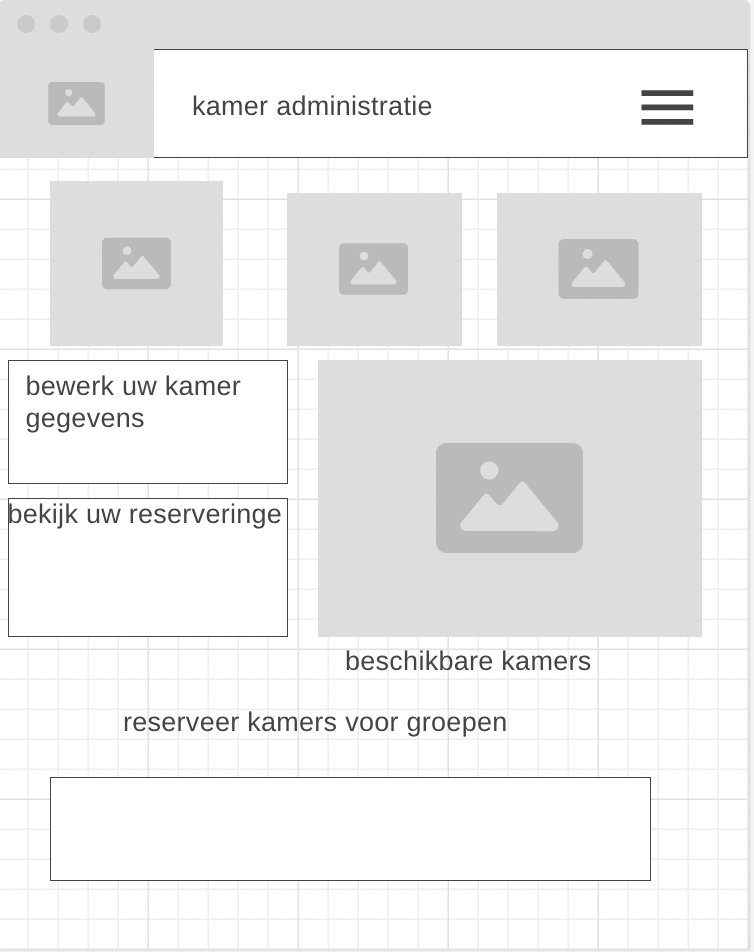 kamer administratie
bewerk uw kamer
gegevens
bekijk uw reserveringe
beschikbare kamers
reserveer kamers voor groepen